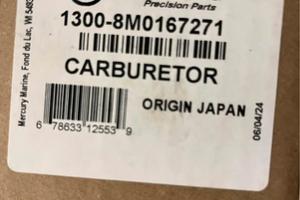 Precision Parts
1300-8M0167271
CARBURETOR
ORIGIN JAPAN
6 78633 12553 9
06/04/24
Mercury Marine, Fond du Lac, WI 549